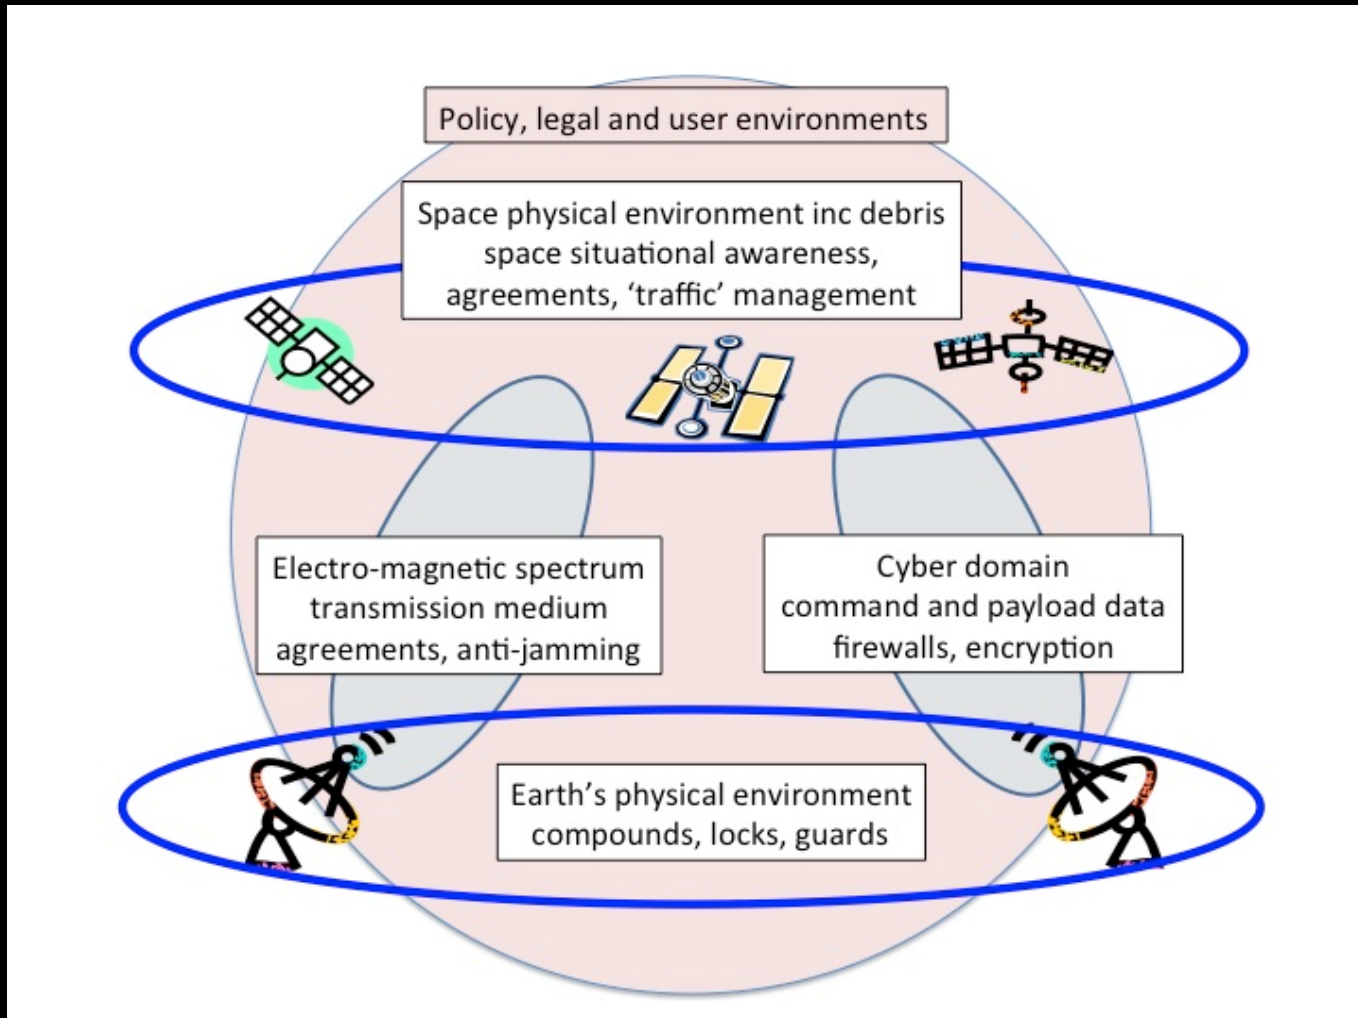 Policy, legal and user environments
Space physical environment inc debris
space situational awareness,
agreements, ‘traffic’ management
Electro-magnetic spectrum
transmission medium
agreements, anti-jamming
Cyber domain
command and payload data
firewalls, encryption
Earth’s physical environment
compounds, locks, guards